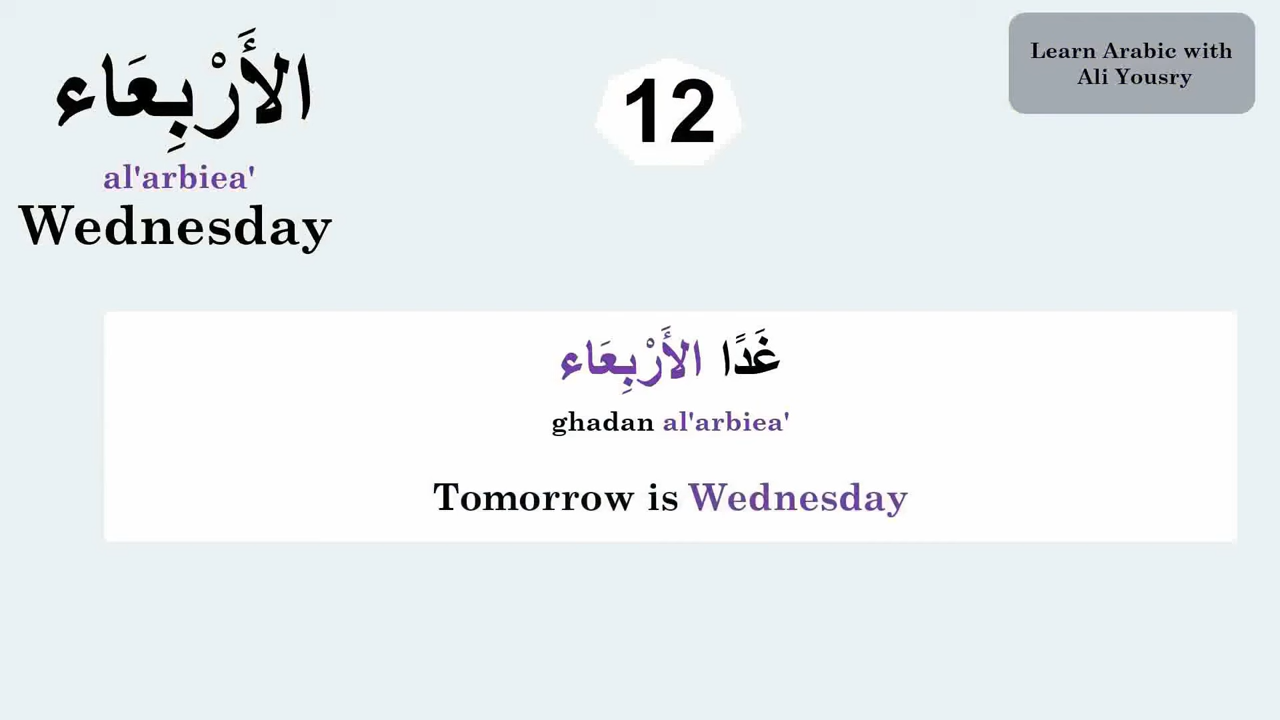 الأَرْبِعَاء
al'arbiea'
Wednesday
12
Learn Arabic with
Ali Yousry
غَدًا الأَرْبِعَاء
ghadan al'arbiea'
Tomorrow is Wednesday